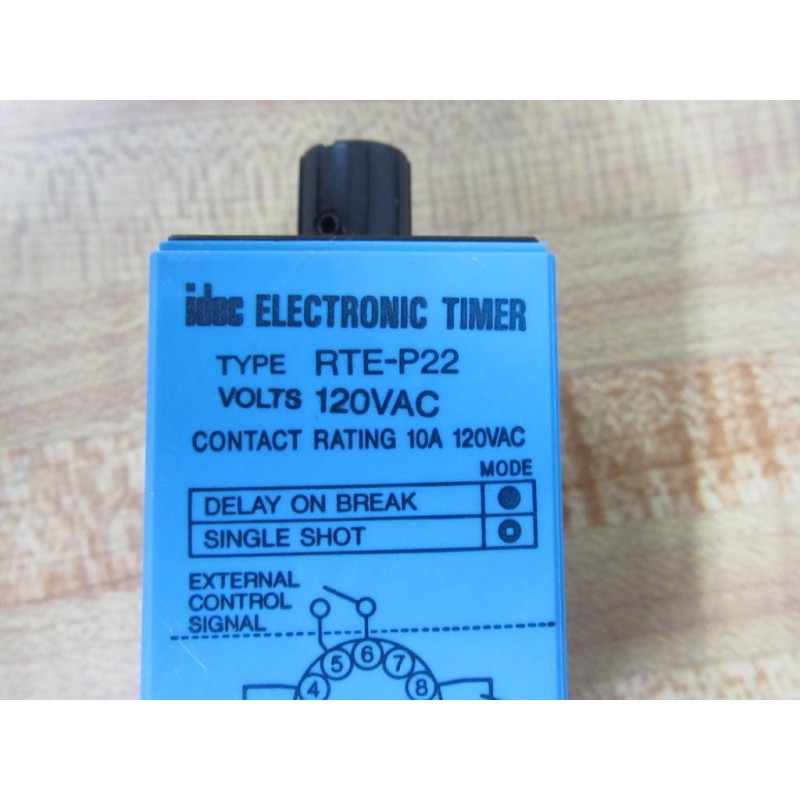 idec ELECTRONIC TIMER
TYPE RTE-P22
VOLTS 120VAC
CONTACT RATING 10A 120VAC
MODE
DELAY ON BREAK
SINGLE SHOT
EXTERNAL
CONTROL
SIGNAL
4 5 6 7 8